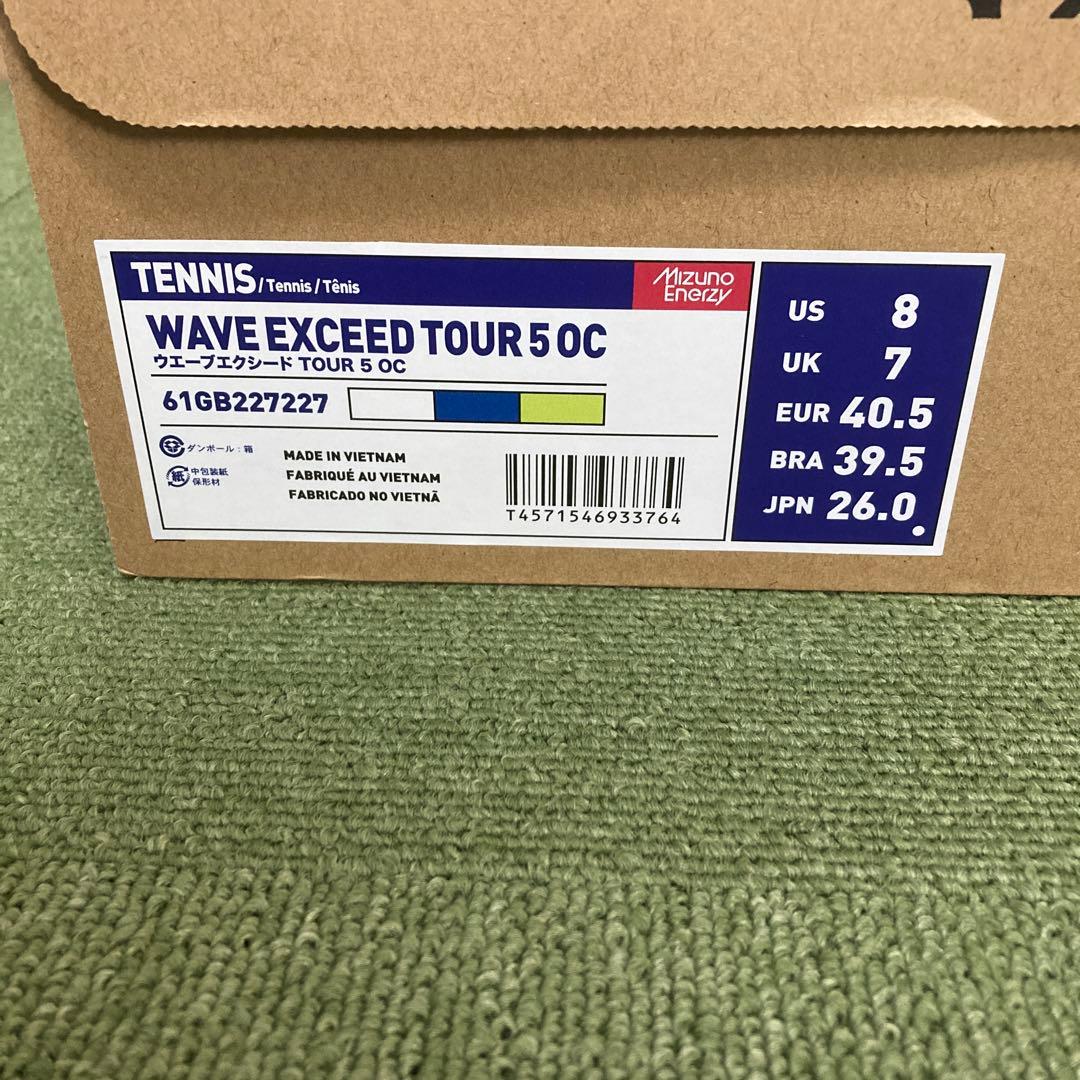 TENNIS/Tennis/Tênis
Mizuno
Enerzy
WAVE EXCEED TOUR 5 OC
ウエーブエクシード TOUR 5 OC
61GB227227
ダンボール：箱
紙
中包装紙
保形材
MADE IN VIETNAM
FABRIQUÉ AU VIETNAM
FABRICADO NO VIETNÃ
T4571546933764
US 8
UK 7
EUR 40.5
BRA 39.5
JPN 26.0